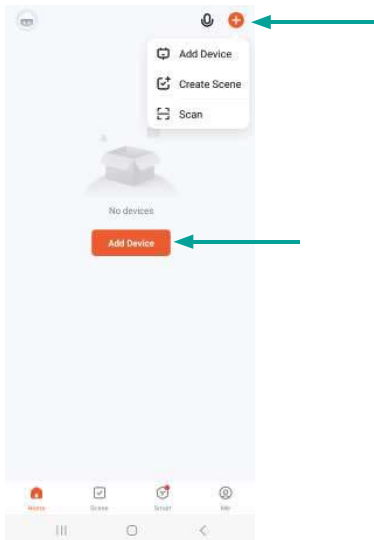 Add Device
Create Scene
Scan
No devices
Add Device
Home
Scene
Smart
Me